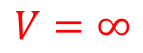 V = ∞